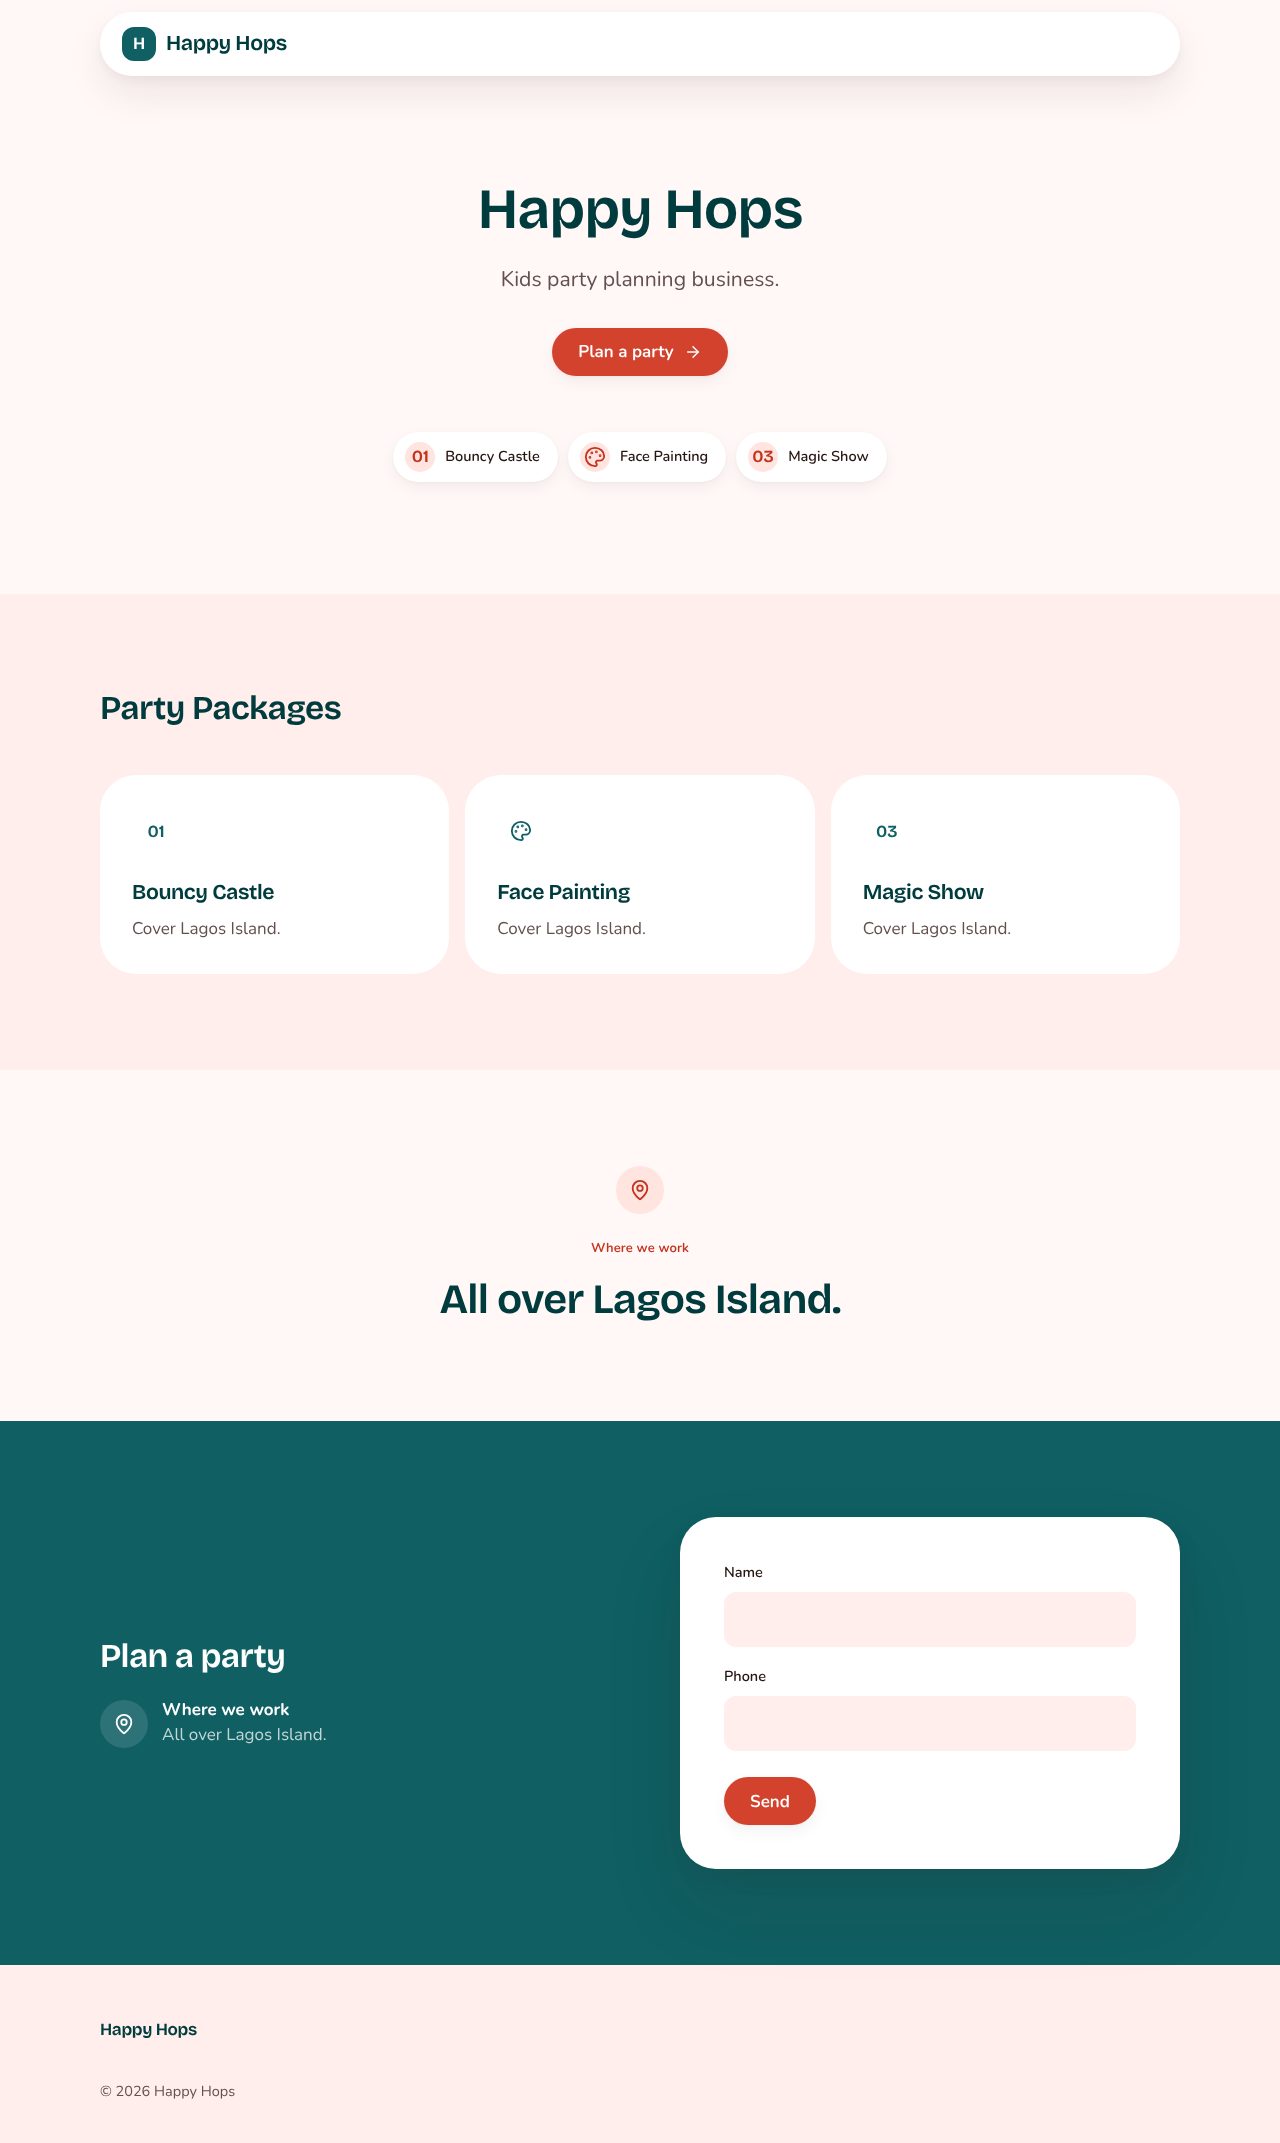 H Happy Hops
Happy Hops
Kids party planning business.
Plan a party
01 Bouncy Castle
Face Painting
03 Magic Show
Party Packages
01
03
Bouncy Castle
Face Painting
Magic Show
Cover Lagos Island.
Cover Lagos Island.
Cover Lagos Island.
Where we work
All over Lagos Island.
Plan a party
Where we work
All over Lagos Island.
Name
Phone
Send
Happy Hops
© 2026 Happy Hops